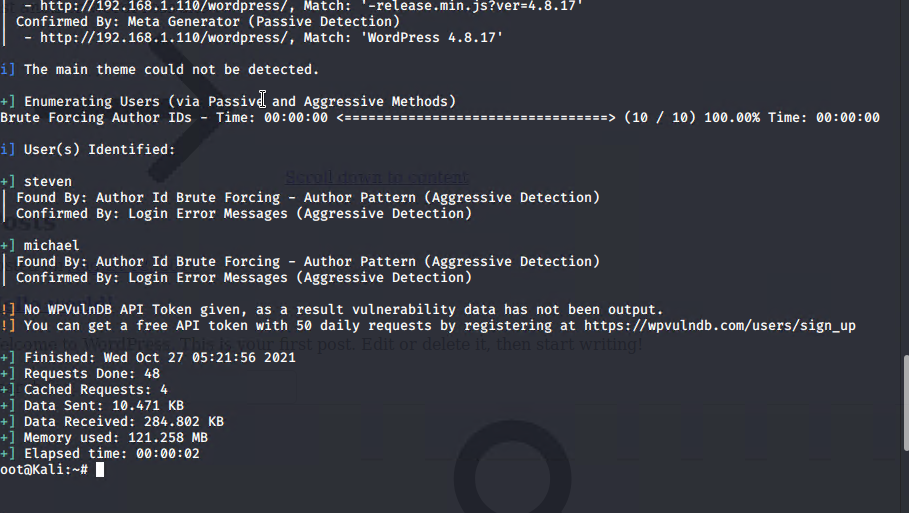 - http://192.168.1.110/wordpress/, Match: '-release.min.js?ver=4.8.17'
| Confirmed By: Meta Generator (Passive Detection)
| - http://192.168.1.110/wordpress/, Match: 'WordPress 4.8.17'
i] The main theme could not be detected.
+] Enumerating Users (via Passive and Aggressive Methods)
Brute Forcing Author IDs - Time: 00:00:00 <=================================> (10 / 10) 100.00% Time: 00:00:00
i] User(s) Identified:
Scroll down to content
+] steven
| Found By: Author Id Brute Forcing - Author Pattern (Aggressive Detection)
| Confirmed By: Login Error Messages (Aggressive Detection)
osts
+] michael
| Found By: Author Id Brute Forcing - Author Pattern (Aggressive Detection)
| Confirmed By: Login Error Messages (Aggressive Detection)
!] No WPVulnDB API Token given, as a result vulnerability data has not been output.
!] You can get a free API token with 50 daily requests by registering at https://wpvulndb.com/users/sign_up
elcome to WordPress. This is your first post. Edit or delete it, then start writing!
+] Finished: Wed Oct 27 05:21:56 2021
+] Requests Done: 48
+] Cached Requests: 4
+] Data Sent: 10.471 KB
+] Data Received: 284.802 KB
+] Memory used: 121.258 MB
+] Elapsed time: 00:00:02
oot@Kali:~#